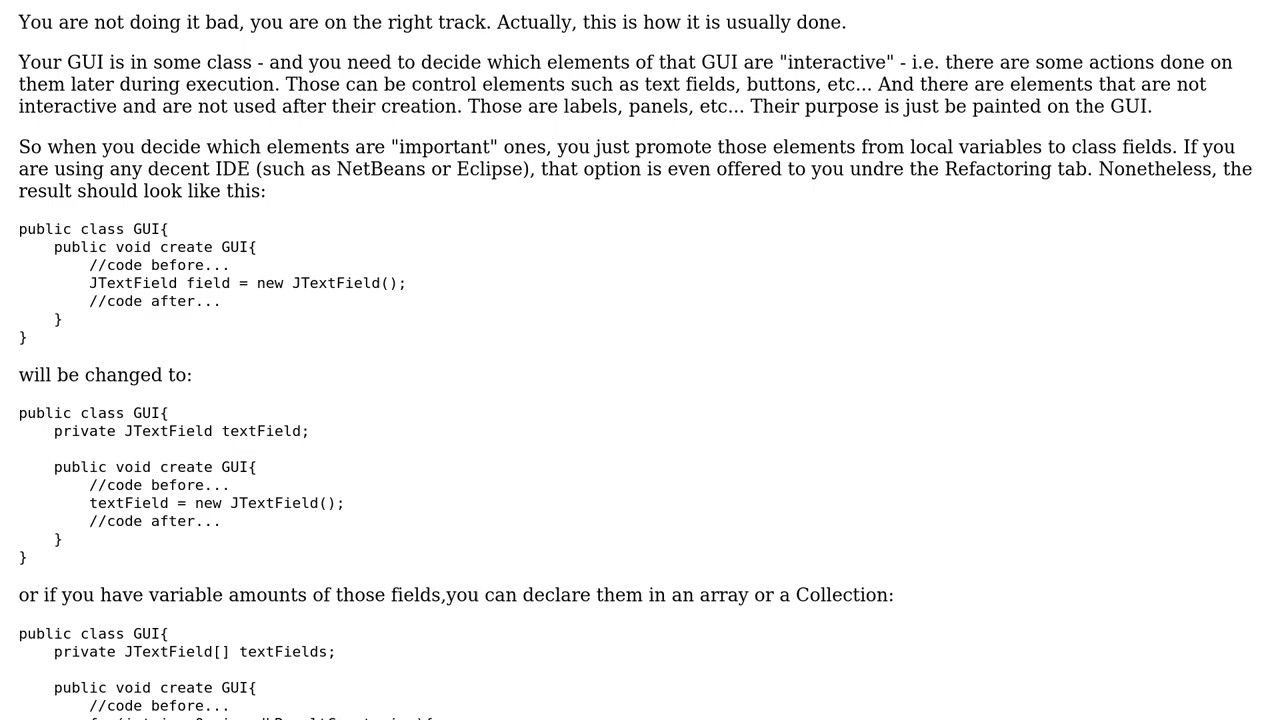 You are not doing it bad, you are on the right track. Actually, this is how it is usually done.
Your GUI is in some class - and you need to decide which elements of that GUI are "interactive" - i.e. there are some actions done on
them later during execution. Those can be control elements such as text fields, buttons, etc... And there are elements that are not
interactive and are not used after their creation. Those are labels, panels, etc... Their purpose is just be painted on the GUI.
So when you decide which elements are "important" ones, you just promote those elements from local variables to class fields. If you
are using any decent IDE (such as NetBeans or Eclipse), that option is even offered to you undre the Refactoring tab. Nonetheless, the
result should look like this:
public class GUI{
    public void create GUI{
        //code before...
        JTextField field = new JTextField();
        //code after...
    }
}
will be changed to:
public class GUI{
    private JTextField textField;
    public void create GUI{
        //code before...
        textField = new JTextField();
        //code after...
    }
}
or if you have variable amounts of those fields,you can declare them in an array or a Collection:
public class GUI{
    private JTextField[] textFields;
    public void create GUI{
        //code before...